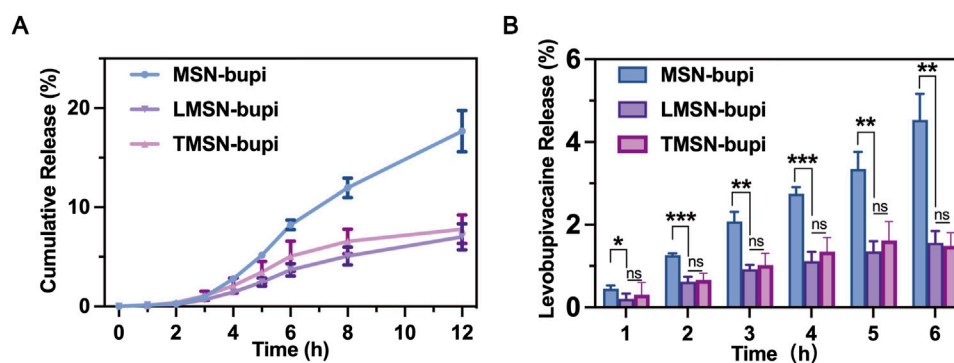 A
Cumulative Release (%)
20
10
0
MSN-bupi
LMSN-bupi
TMSN-bupi
0 2 4 6 8 10 12
Time (h)
B
Levobupivacaine Release (%)
6
4
2
0
MSN-bupi
LMSN-bupi
TMSN-bupi
* ns
*** ns
** ns
*** ns
** ns
** ns
1 2 3 4 5 6
Time (h)